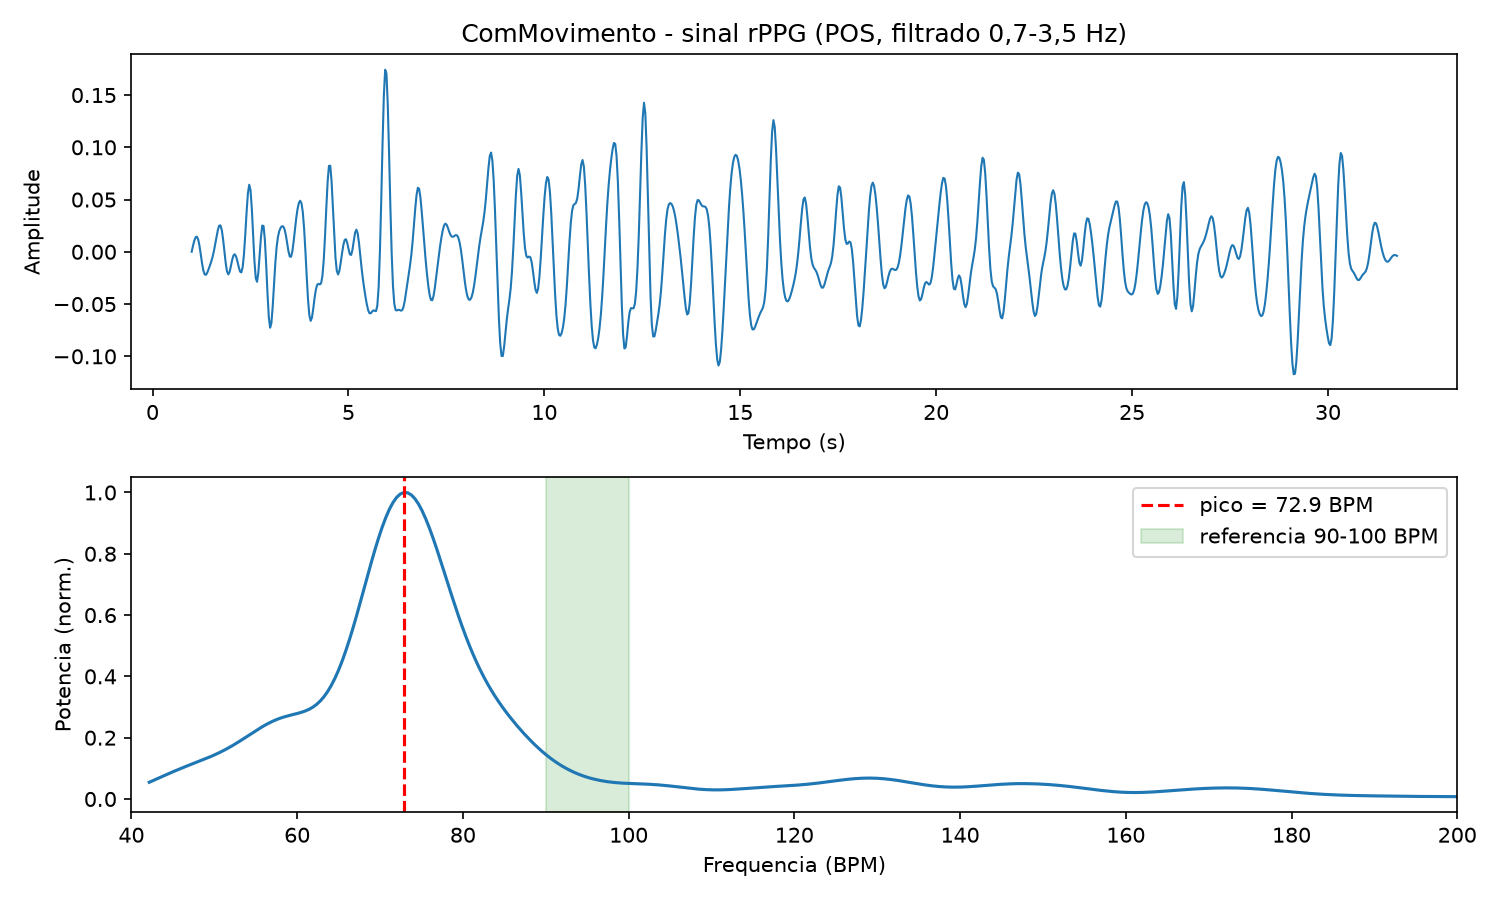 ComMovimento - sinal rPPG (POS, filtrado 0,7-3,5 Hz)
Amplitude
0.15
0.10
0.05
0.00
−0.05
−0.10
0 5 10 15 20 25 30
Tempo (s)
Potencia (norm.)
1.0
0.8
0.6
0.4
0.2
0.0
pico = 72.9 BPM
referencia 90-100 BPM
40 60 80 100 120 140 160 180 200
Frequencia (BPM)